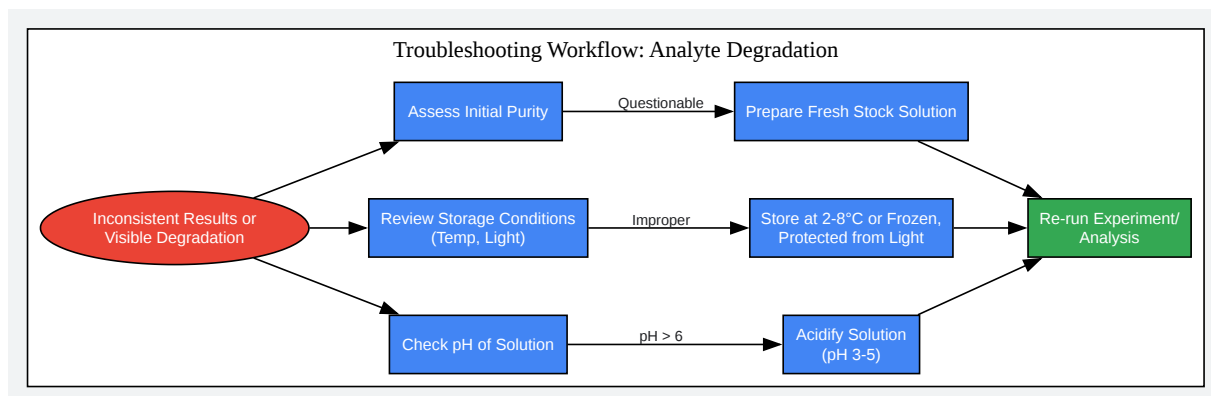 Troubleshooting Workflow: Analyte Degradation
Assess Initial Purity
Questionable
Prepare Fresh Stock Solution
Inconsistent Results or
Visible Degradation
Review Storage Conditions
(Temp, Light)
Improper
Store at 2-8°C or Frozen,
Protected from Light
Re-run Experiment/
Analysis
Check pH of Solution
pH > 6
Acidify Solution
(pH 3-5)